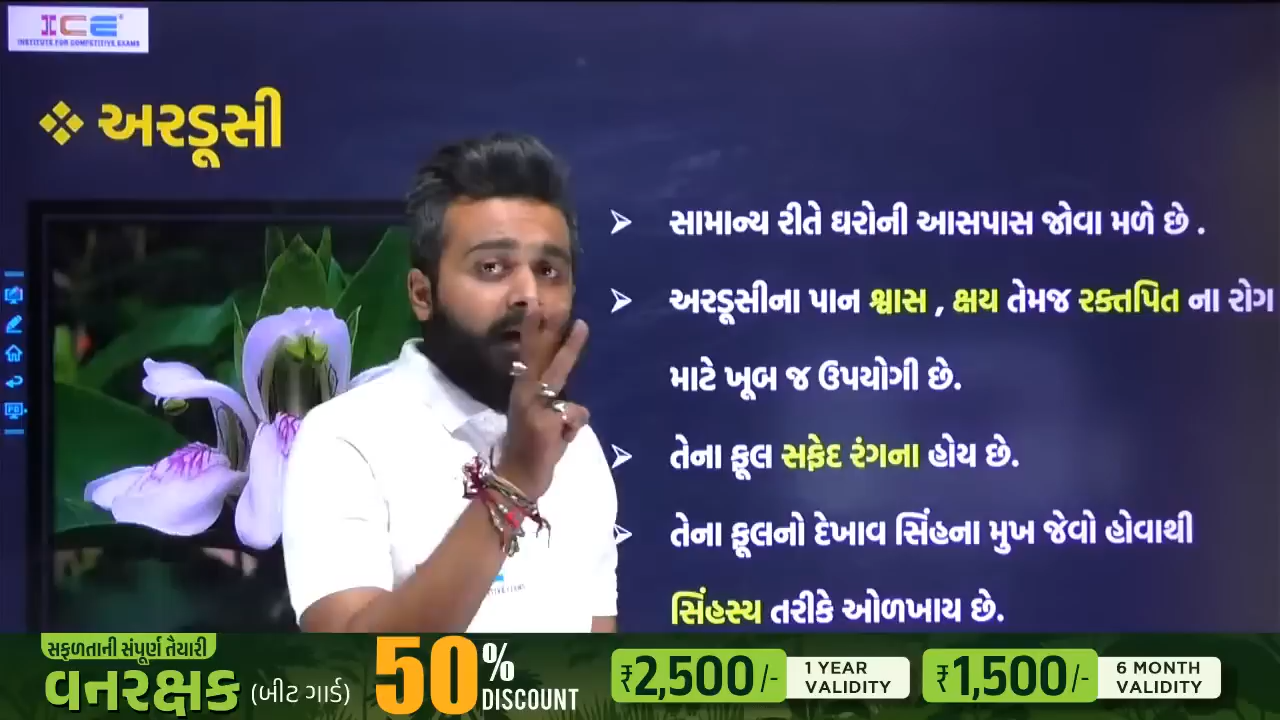 ICE
INSTITUTE FOR COMPETITIVE EXAMS
❖ અરડૂસી
➢ સામાન્ય રીતે ઘરોની આસપાસ જોવા મળે છે .
➢ અરડૂસીના પાન શ્વાસ , ક્ષય તેમજ રક્તપિત ના રોગ
માટે ખૂબ જ ઉપયોગી છે.
➢ તેના ફૂલ સફેદ રંગના હોય છે.
➢ તેના ફૂલનો દેખાવ સિંહના મુખ જેવો હોવાથી
સિંહસ્ય તરીકે ઓળખાય છે.
સફળતાની સંપૂર્ણ તૈયારી
વનરક્ષક (બીટ ગાર્ડ)
50% DISCOUNT
₹2,500/- 1 YEAR VALIDITY
₹1,500/- 6 MONTH VALIDITY